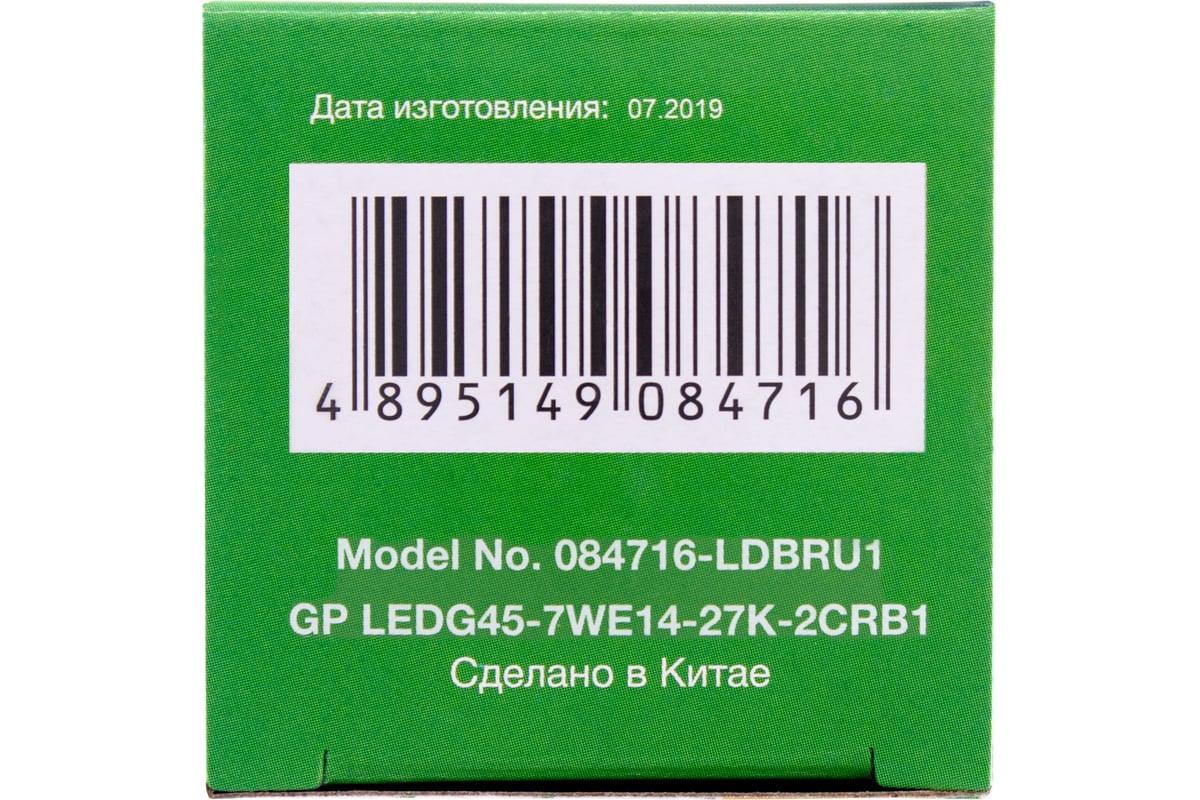 Дата изготовления: 07.2019
4 895149 084716
Model No. 084716-LDBRU1
GP LEDG45-7WE14-27K-2CRB1
Сделано в Китае